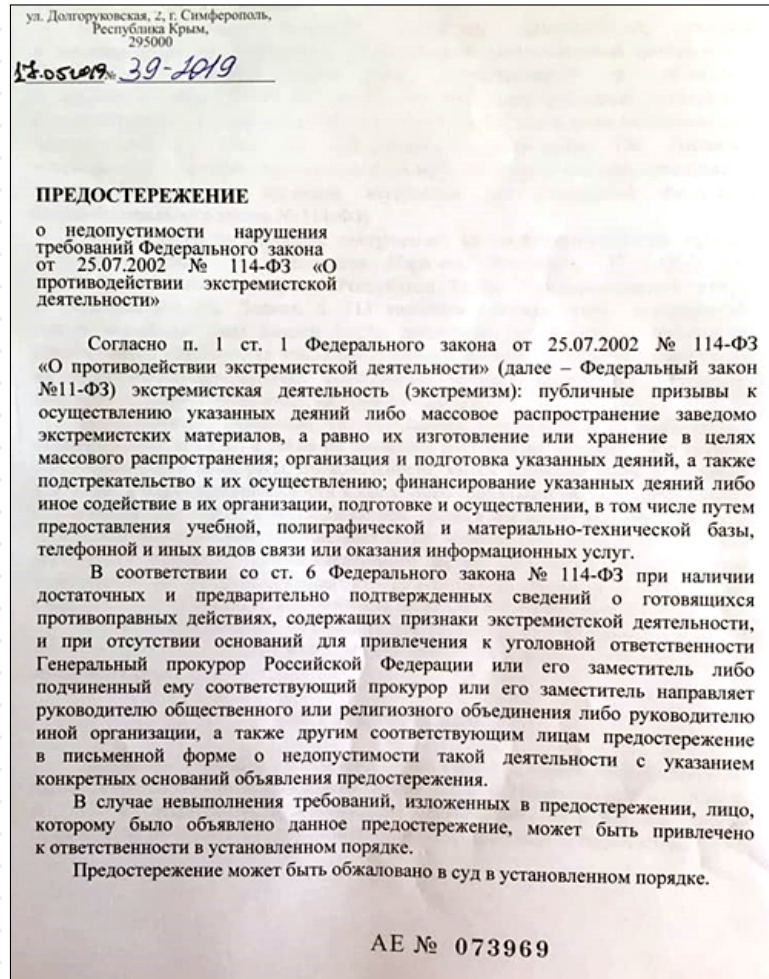 ул. Долгоруковская, 2, г. Симферополь,
Республика Крым,
295000
17.05.2019 № 39-2019
ПРЕДОСТЕРЕЖЕНИЕ
о недопустимости нарушения
требований Федерального закона
от 25.07.2002 № 114-ФЗ «О
противодействии экстремистской
деятельности»
Согласно п. 1 ст. 1 Федерального закона от 25.07.2002 № 114-ФЗ
«О противодействии экстремистской деятельности» (далее – Федеральный закон
№11-ФЗ) экстремистская деятельность (экстремизм): публичные призывы к
осуществлению указанных деяний либо массовое распространение заведомо
экстремистских материалов, а равно их изготовление или хранение в целях
массового распространения; организация и подготовка указанных деяний, а также
подстрекательство к их осуществлению; финансирование указанных деяний либо
иное содействие в их организации, подготовке и осуществлении, в том числе путем
предоставления учебной, полиграфической и материально-технической базы,
телефонной и иных видов связи или оказания информационных услуг.
В соответствии со ст. 6 Федерального закона № 114-ФЗ при наличии
достаточных и предварительно подтвержденных сведений о готовящихся
противоправных действиях, содержащих признаки экстремистской деятельности,
и при отсутствии оснований для привлечения к уголовной ответственности
Генеральный прокурор Российской Федерации или его заместитель либо
подчиненный ему соответствующий прокурор или его заместитель направляет
руководителю общественного или религиозного объединения либо руководителю
иной организации, а также другим соответствующим лицам предостережение
в письменной форме о недопустимости такой деятельности с указанием
конкретных оснований объявления предостережения.
В случае невыполнения требований, изложенных в предостережении, лицо,
которому было объявлено данное предостережение, может быть привлечено
к ответственности в установленном порядке.
Предостережение может быть обжаловано в суд в установленном порядке.
АЕ № 073969